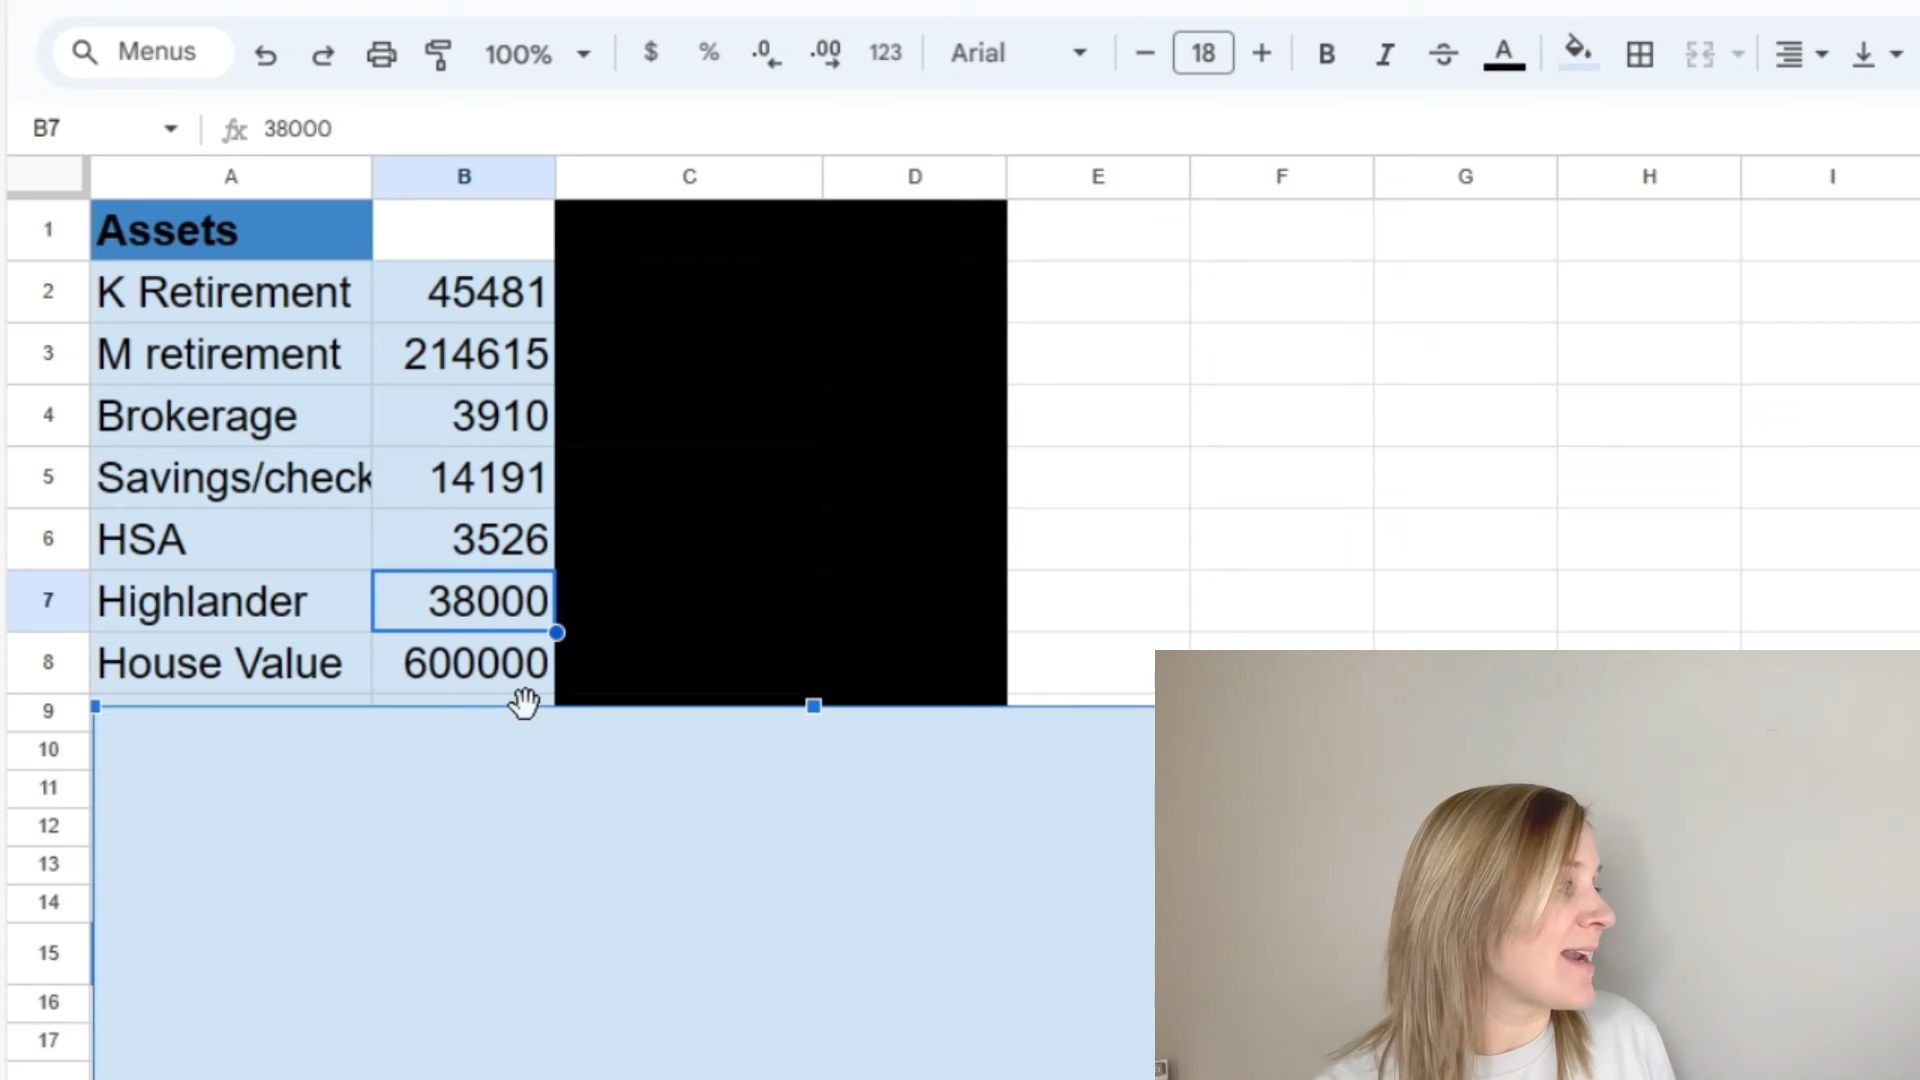 Menus 100% $ % .0 .00 123 Arial 18 B I A
B7 fx 38000
A B C D E F G H I
1 Assets
2 K Retirement 45481
3 M retirement 214615
4 Brokerage 3910
5 Savings/check 14191
6 HSA 3526
7 Highlander 38000
8 House Value 600000
9
10
11
12
13
14
15
16
17